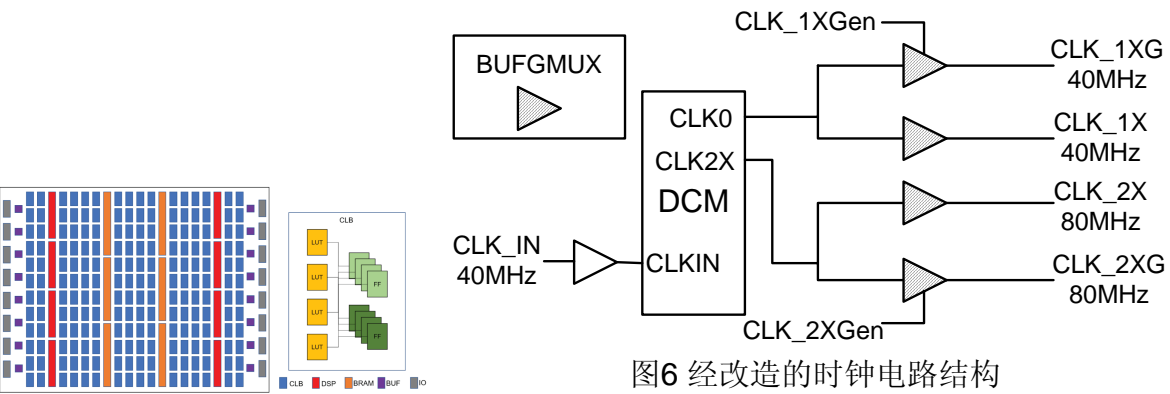 CLB
LUT
LUT
LUT
LUT
FF
FF
CLB
DSP
BRAM
BUF
IO
BUFGMUX
CLK_1XGen
CLK_1XG
40MHz
CLK0
CLK_1X
40MHz
CLK2X
DCM
CLK_2X
80MHz
CLK_IN
40MHz
CLKIN
CLK_2XG
80MHz
CLK_2XGen
图6 经改造的时钟电路结构